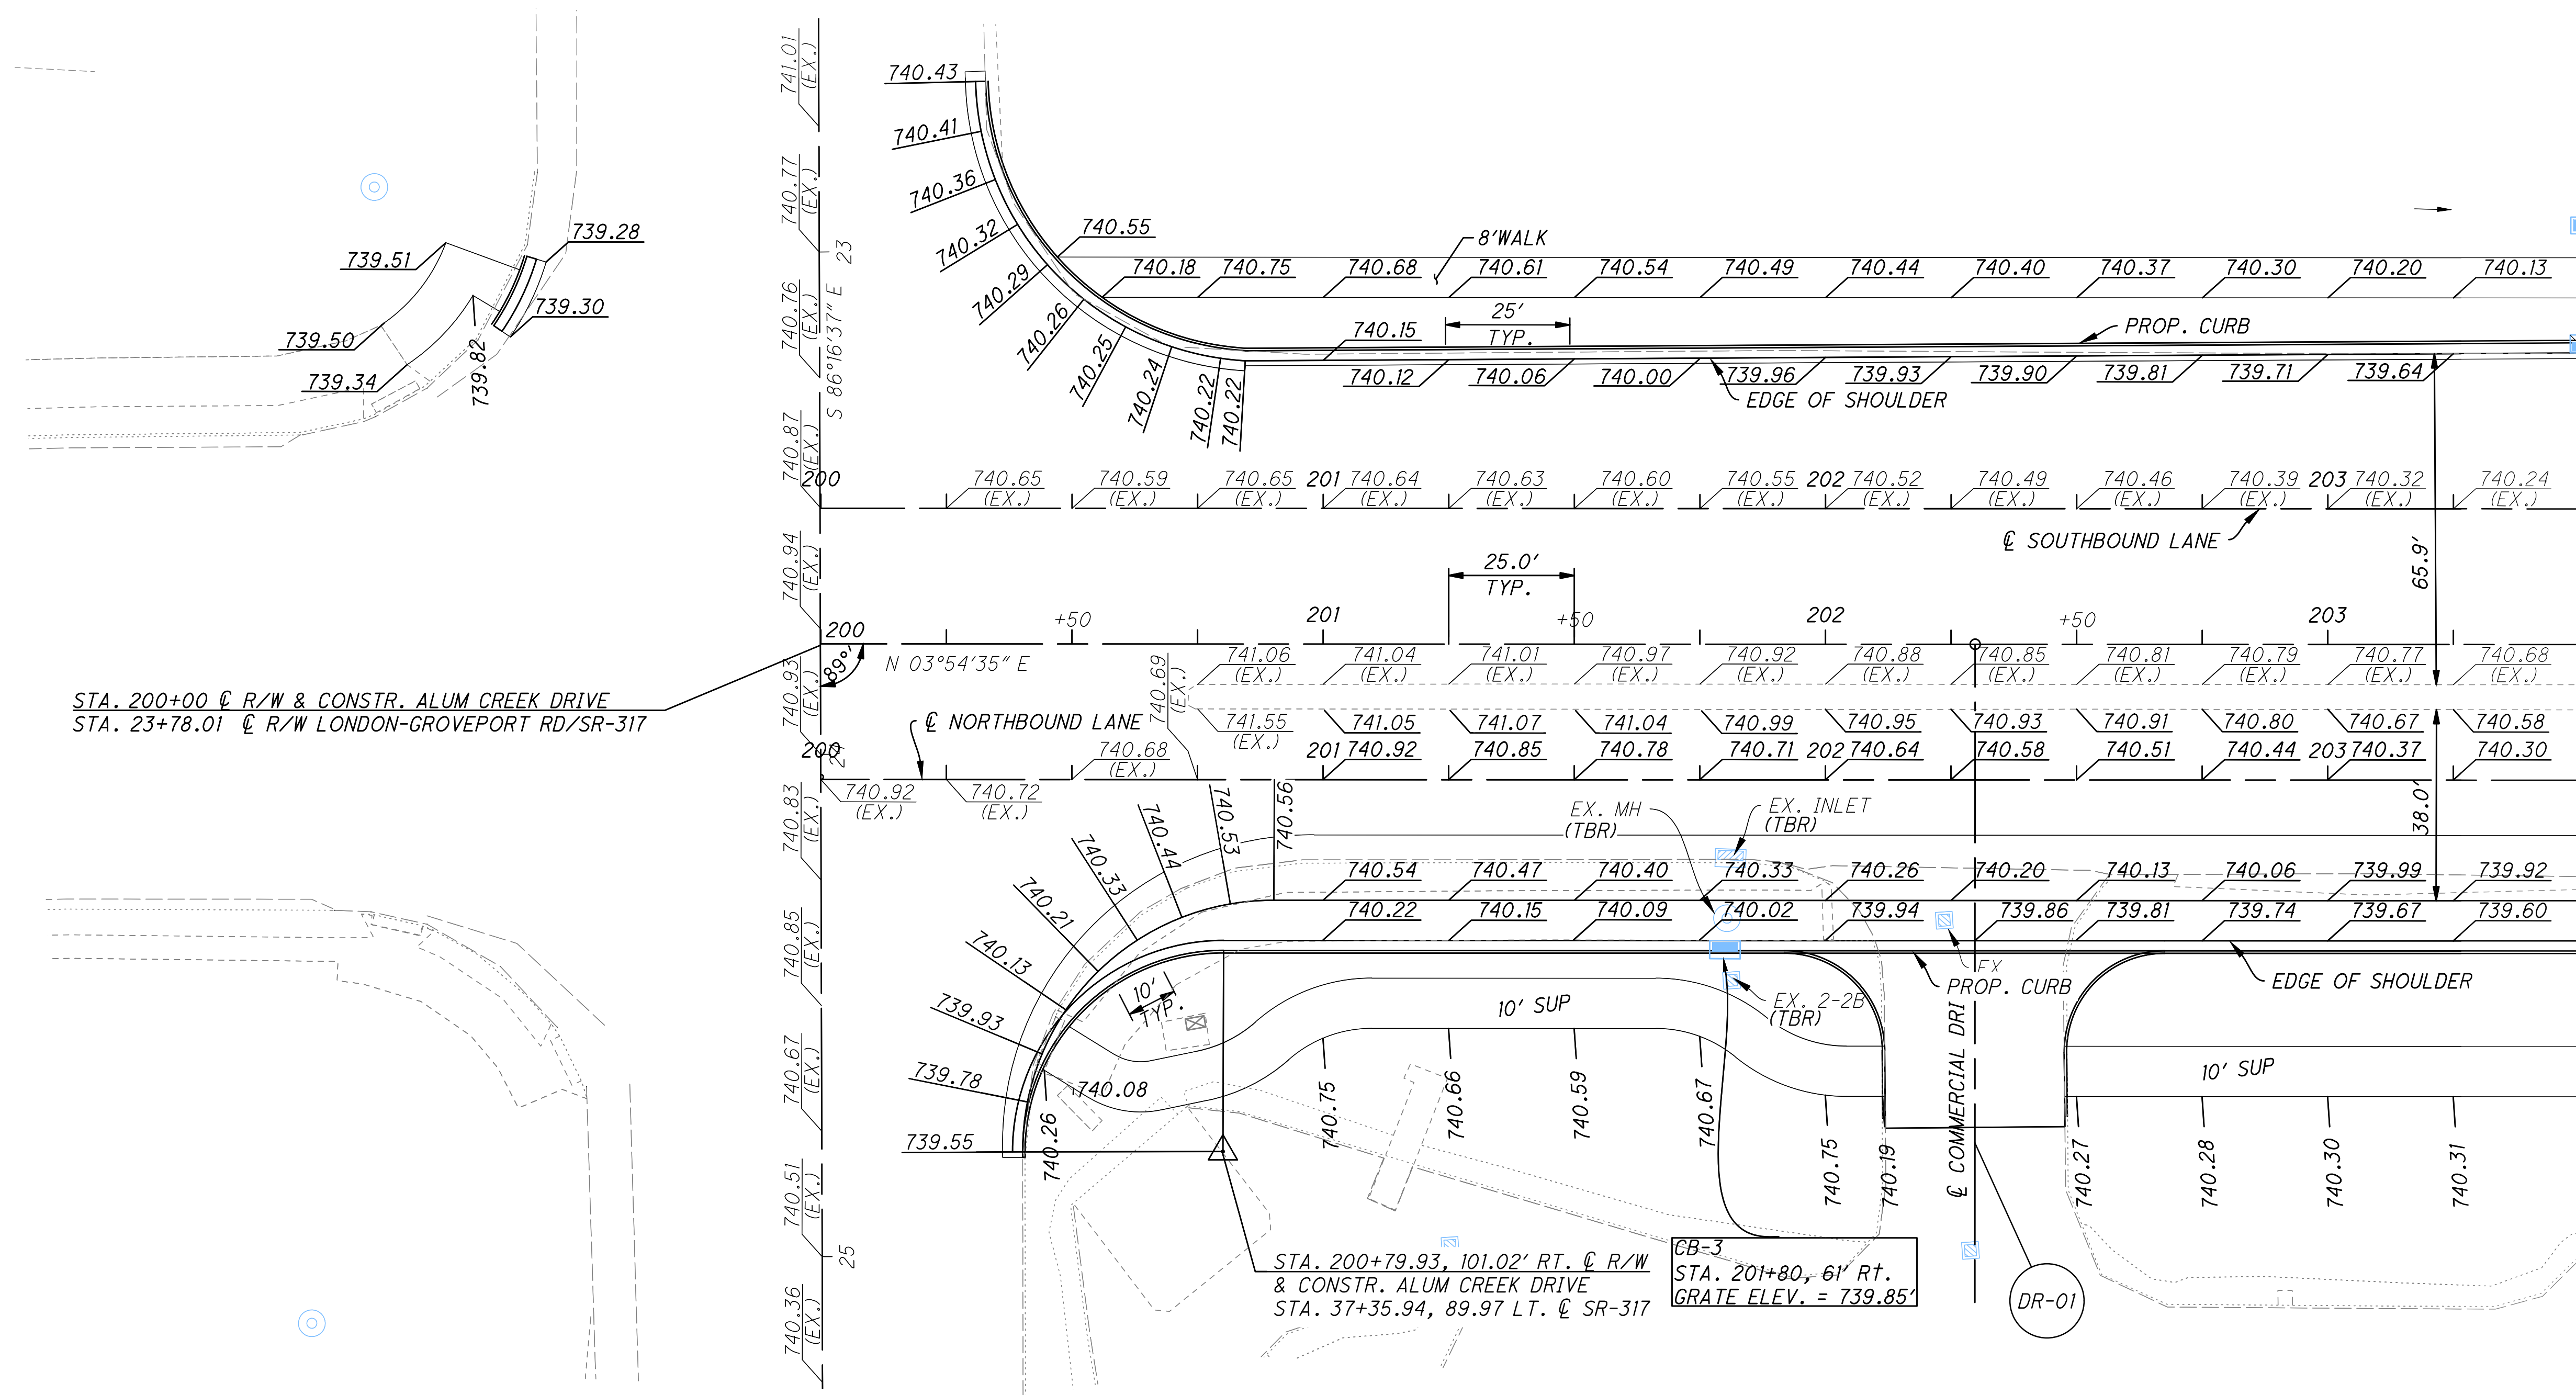 741.01
(EX.)
740.77
(EX.)
740.76
(EX.)
740.87
(EX.)
740.94
(EX.)
740.93
(EX.)
740.83
(EX.)
740.85
(EX.)
740.67
(EX.)
740.51
(EX.)
740.36
(EX.)
23
S 86°16'37" E
25
739.51
739.28
739.30
739.50
739.34
739.82
740.43
740.41
740.36
740.32
740.29
740.26
740.25
740.24
740.22
740.22
740.55
8'WALK
740.18 740.75 740.68 740.61 740.54 740.49 740.44 740.40 740.37 740.30 740.20 740.13
25'
TYP.
740.15
PROP. CURB
740.12 740.06 740.00 739.96 739.93 739.90 739.81 739.71 739.64
EDGE OF SHOULDER
200 740.65 740.59 740.65 201 740.64 740.63 740.60 740.55 202 740.52 740.49 740.46 740.39 203 740.32 740.24
(EX.) (EX.) (EX.) (EX.) (EX.) (EX.) (EX.) (EX.) (EX.) (EX.) (EX.) (EX.) (EX.)
℄ SOUTHBOUND LANE
65.9'
25.0'
TYP.
200 +50 201 +50 202 +50 203
89°'
N 03°54'35" E
STA. 200+00 ℄ R/W & CONSTR. ALUM CREEK DRIVE
STA. 23+78.01 ℄ R/W LONDON-GROVEPORT RD/SR-317
740.69
(EX.)
741.06 741.04 741.01 740.97 740.92 740.88 740.85 740.81 740.79 740.77 740.68
(EX.) (EX.) (EX.) (EX.) (EX.) (EX.) (EX.) (EX.) (EX.) (EX.) (EX.)
℄ NORTHBOUND LANE
741.55
(EX.)
741.05 741.07 741.04 740.99 740.95 740.93 740.91 740.80 740.67 740.58
200 740.68
(EX.)
201 740.92 740.85 740.78 740.71 202 740.64 740.58 740.51 740.44 203 740.37 740.30
740.92 740.72
(EX.) (EX.)
38.0'
EX. MH
(TBR)
EX. INLET
(TBR)
740.56
740.53
740.44
740.33
740.21
740.13
739.93
739.78
739.55
740.54 740.47 740.40 740.33 740.26 740.20 740.13 740.06 739.99 739.92
740.22 740.15 740.09 740.02 739.94 739.86 739.81 739.74 739.67 739.60
10'
TYP.
10' SUP
EX. 2-2B
(TBR)
EX
PROP. CURB
EDGE OF SHOULDER
10' SUP
740.08
740.26
740.75
740.66
740.59
740.67
740.75
740.19
℄ COMMERCIAL DRI
740.27
740.28
740.30
740.31
STA. 200+79.93, 101.02' RT. ℄ R/W
& CONSTR. ALUM CREEK DRIVE
STA. 37+35.94, 89.97 LT. ℄ SR-317
CB-3
STA. 201+80, 61' Rt.
GRATE ELEV. = 739.85'
DR-01